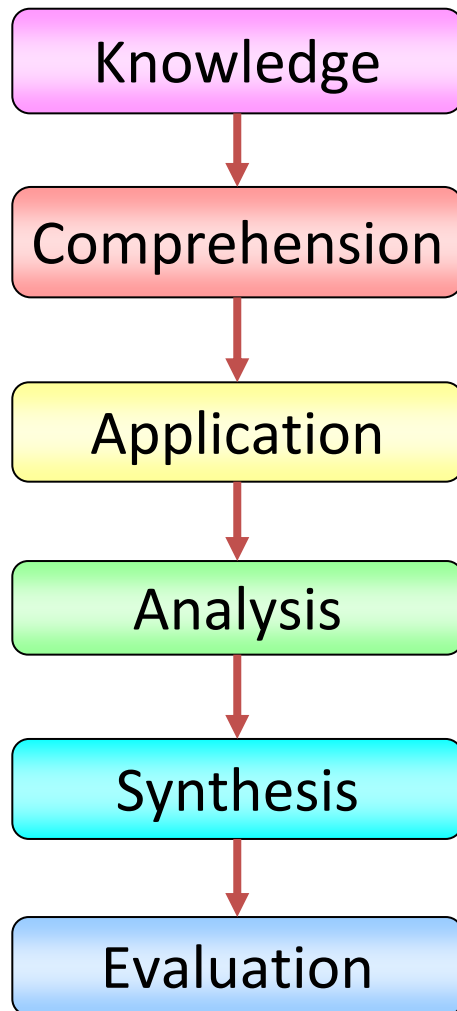 Knowledge
Comprehension
Application
Analysis
Synthesis
Evaluation